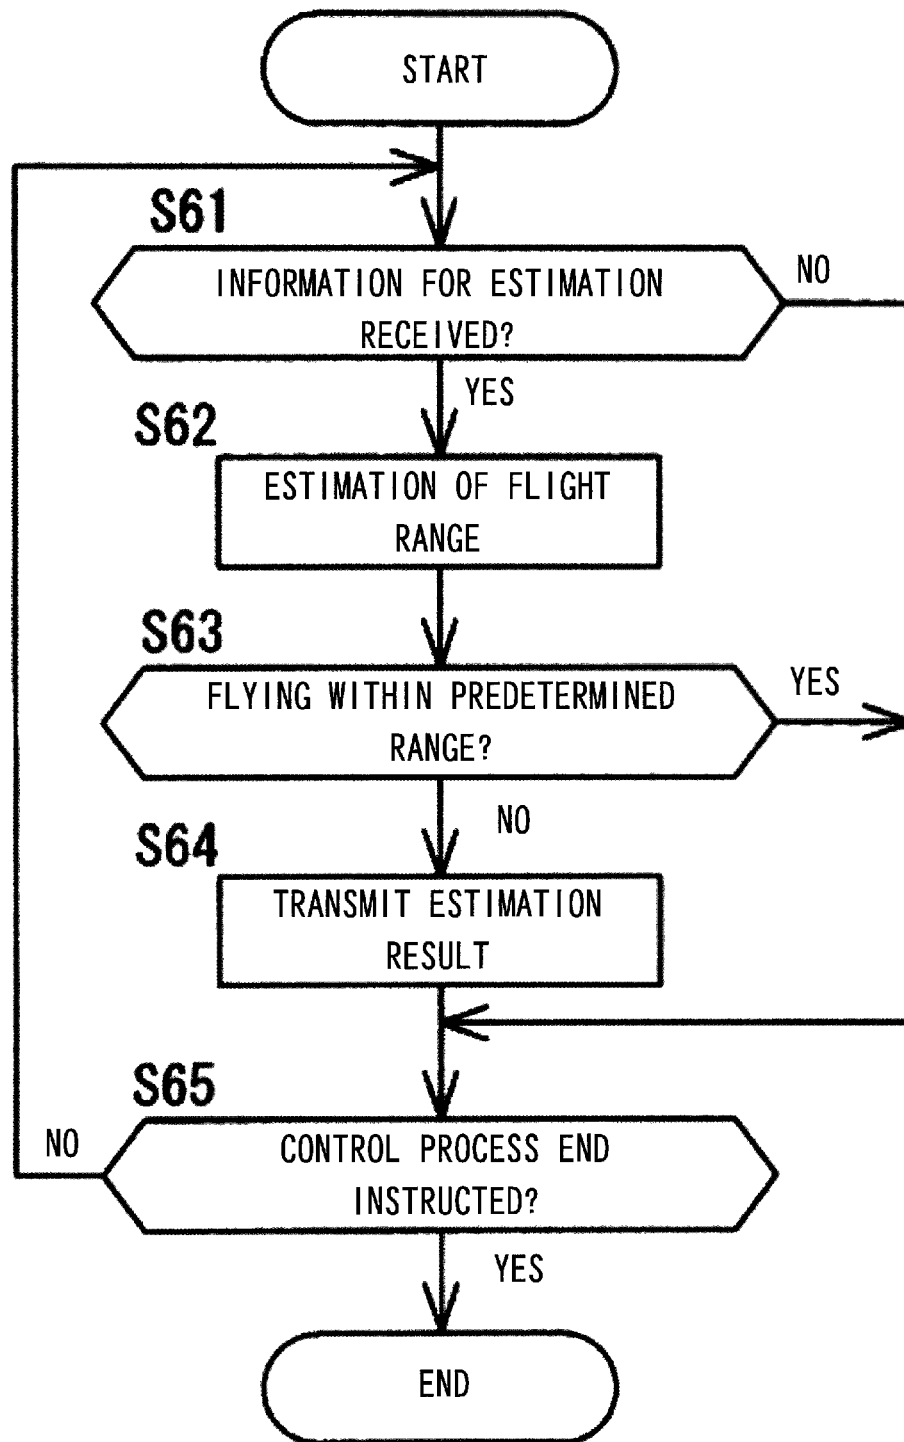 START
S61
INFORMATION FOR ESTIMATION
RECEIVED?
NO
YES
S62
ESTIMATION OF FLIGHT
RANGE
S63
FLYING WITHIN PREDETERMINED
RANGE?
YES
NO
S64
TRANSMIT ESTIMATION
RESULT
S65
CONTROL PROCESS END
INSTRUCTED?
NO
YES
END